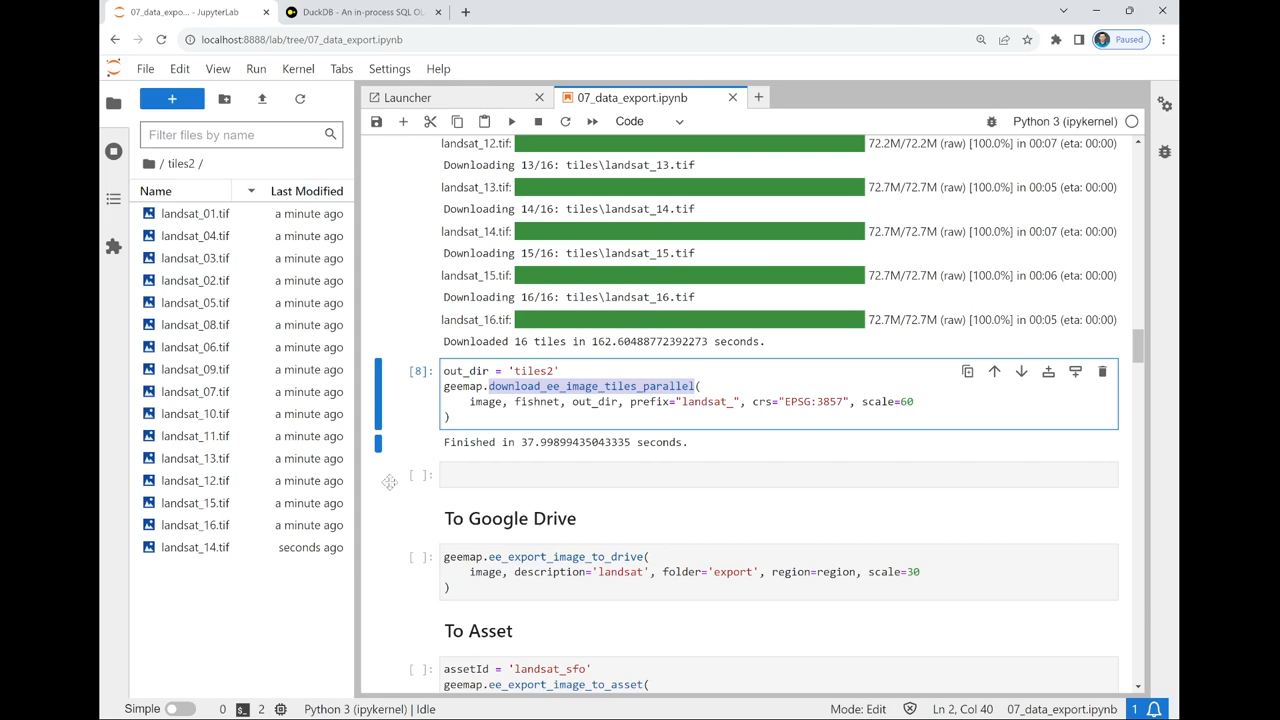 07_data_expo... - JupyterLab
DuckDB - An in-process SQL OL
localhost:8888/lab/tree/07_data_export.ipynb
Paused
File Edit View Run Kernel Tabs Settings Help
Launcher
07_data_export.ipynb
Code
Python 3 (ipykernel)
Filter files by name
/ tiles2 /
Name Last Modified
landsat_01.tif a minute ago
landsat_04.tif a minute ago
landsat_03.tif a minute ago
landsat_02.tif a minute ago
landsat_05.tif a minute ago
landsat_08.tif a minute ago
landsat_06.tif a minute ago
landsat_09.tif a minute ago
landsat_07.tif a minute ago
landsat_10.tif a minute ago
landsat_11.tif a minute ago
landsat_13.tif a minute ago
landsat_12.tif a minute ago
landsat_15.tif a minute ago
landsat_16.tif a minute ago
landsat_14.tif seconds ago
landsat_12.tif: 72.2M/72.2M (raw) [100.0%] in 00:07 (eta: 00:00)
Downloading 13/16: tiles\landsat_13.tif
landsat_13.tif: 72.7M/72.7M (raw) [100.0%] in 00:05 (eta: 00:00)
Downloading 14/16: tiles\landsat_14.tif
landsat_14.tif: 72.7M/72.7M (raw) [100.0%] in 00:07 (eta: 00:00)
Downloading 15/16: tiles\landsat_15.tif
landsat_15.tif: 72.7M/72.7M (raw) [100.0%] in 00:06 (eta: 00:00)
Downloading 16/16: tiles\landsat_16.tif
landsat_16.tif: 72.7M/72.7M (raw) [100.0%] in 00:05 (eta: 00:00)
Downloaded 16 tiles in 162.60488772392273 seconds.
[8]: out_dir = 'tiles2'
geemap.download_ee_image_tiles_parallel(
image, fishnet, out_dir, prefix="landsat_", crs="EPSG:3857", scale=60
)
Finished in 37.99899435043335 seconds.
[ ]:
To Google Drive
[ ]: geemap.ee_export_image_to_drive(
image, description='landsat', folder='export', region=region, scale=30
)
To Asset
[ ]: assetId = 'landsat_sfo'
geemap.ee_export_image_to_asset(
Simple 0 2 Python 3 (ipykernel) | Idle Mode: Edit Ln 2, Col 40 07_data_export.ipynb 1